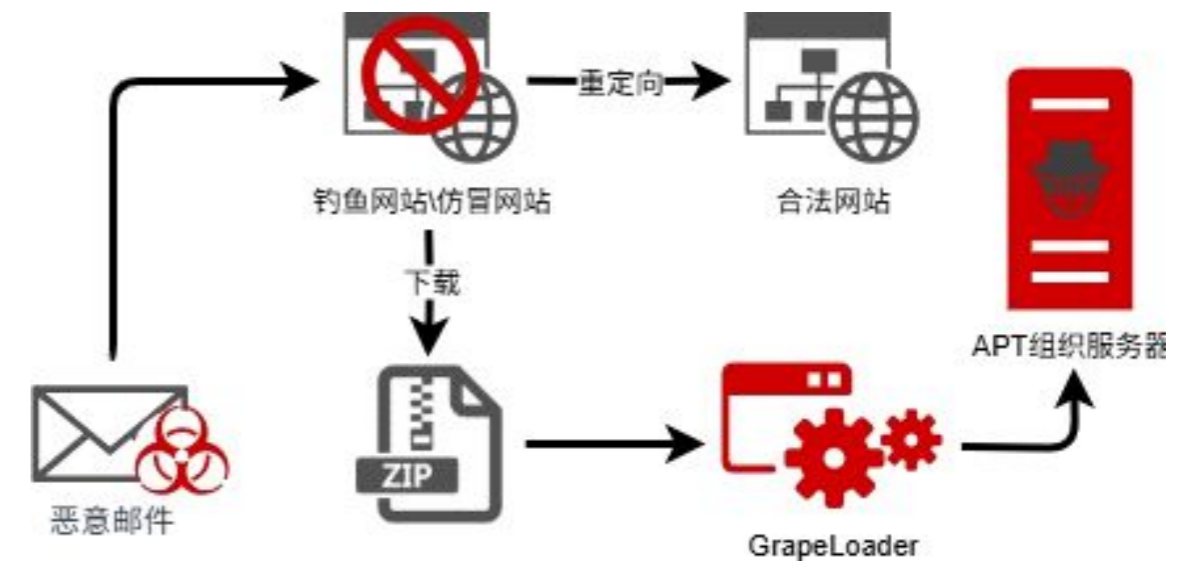 重定向
钓鱼网站\仿冒网站
合法网站
下载
APT组织服务器
ZIP
恶意邮件
GrapeLoader